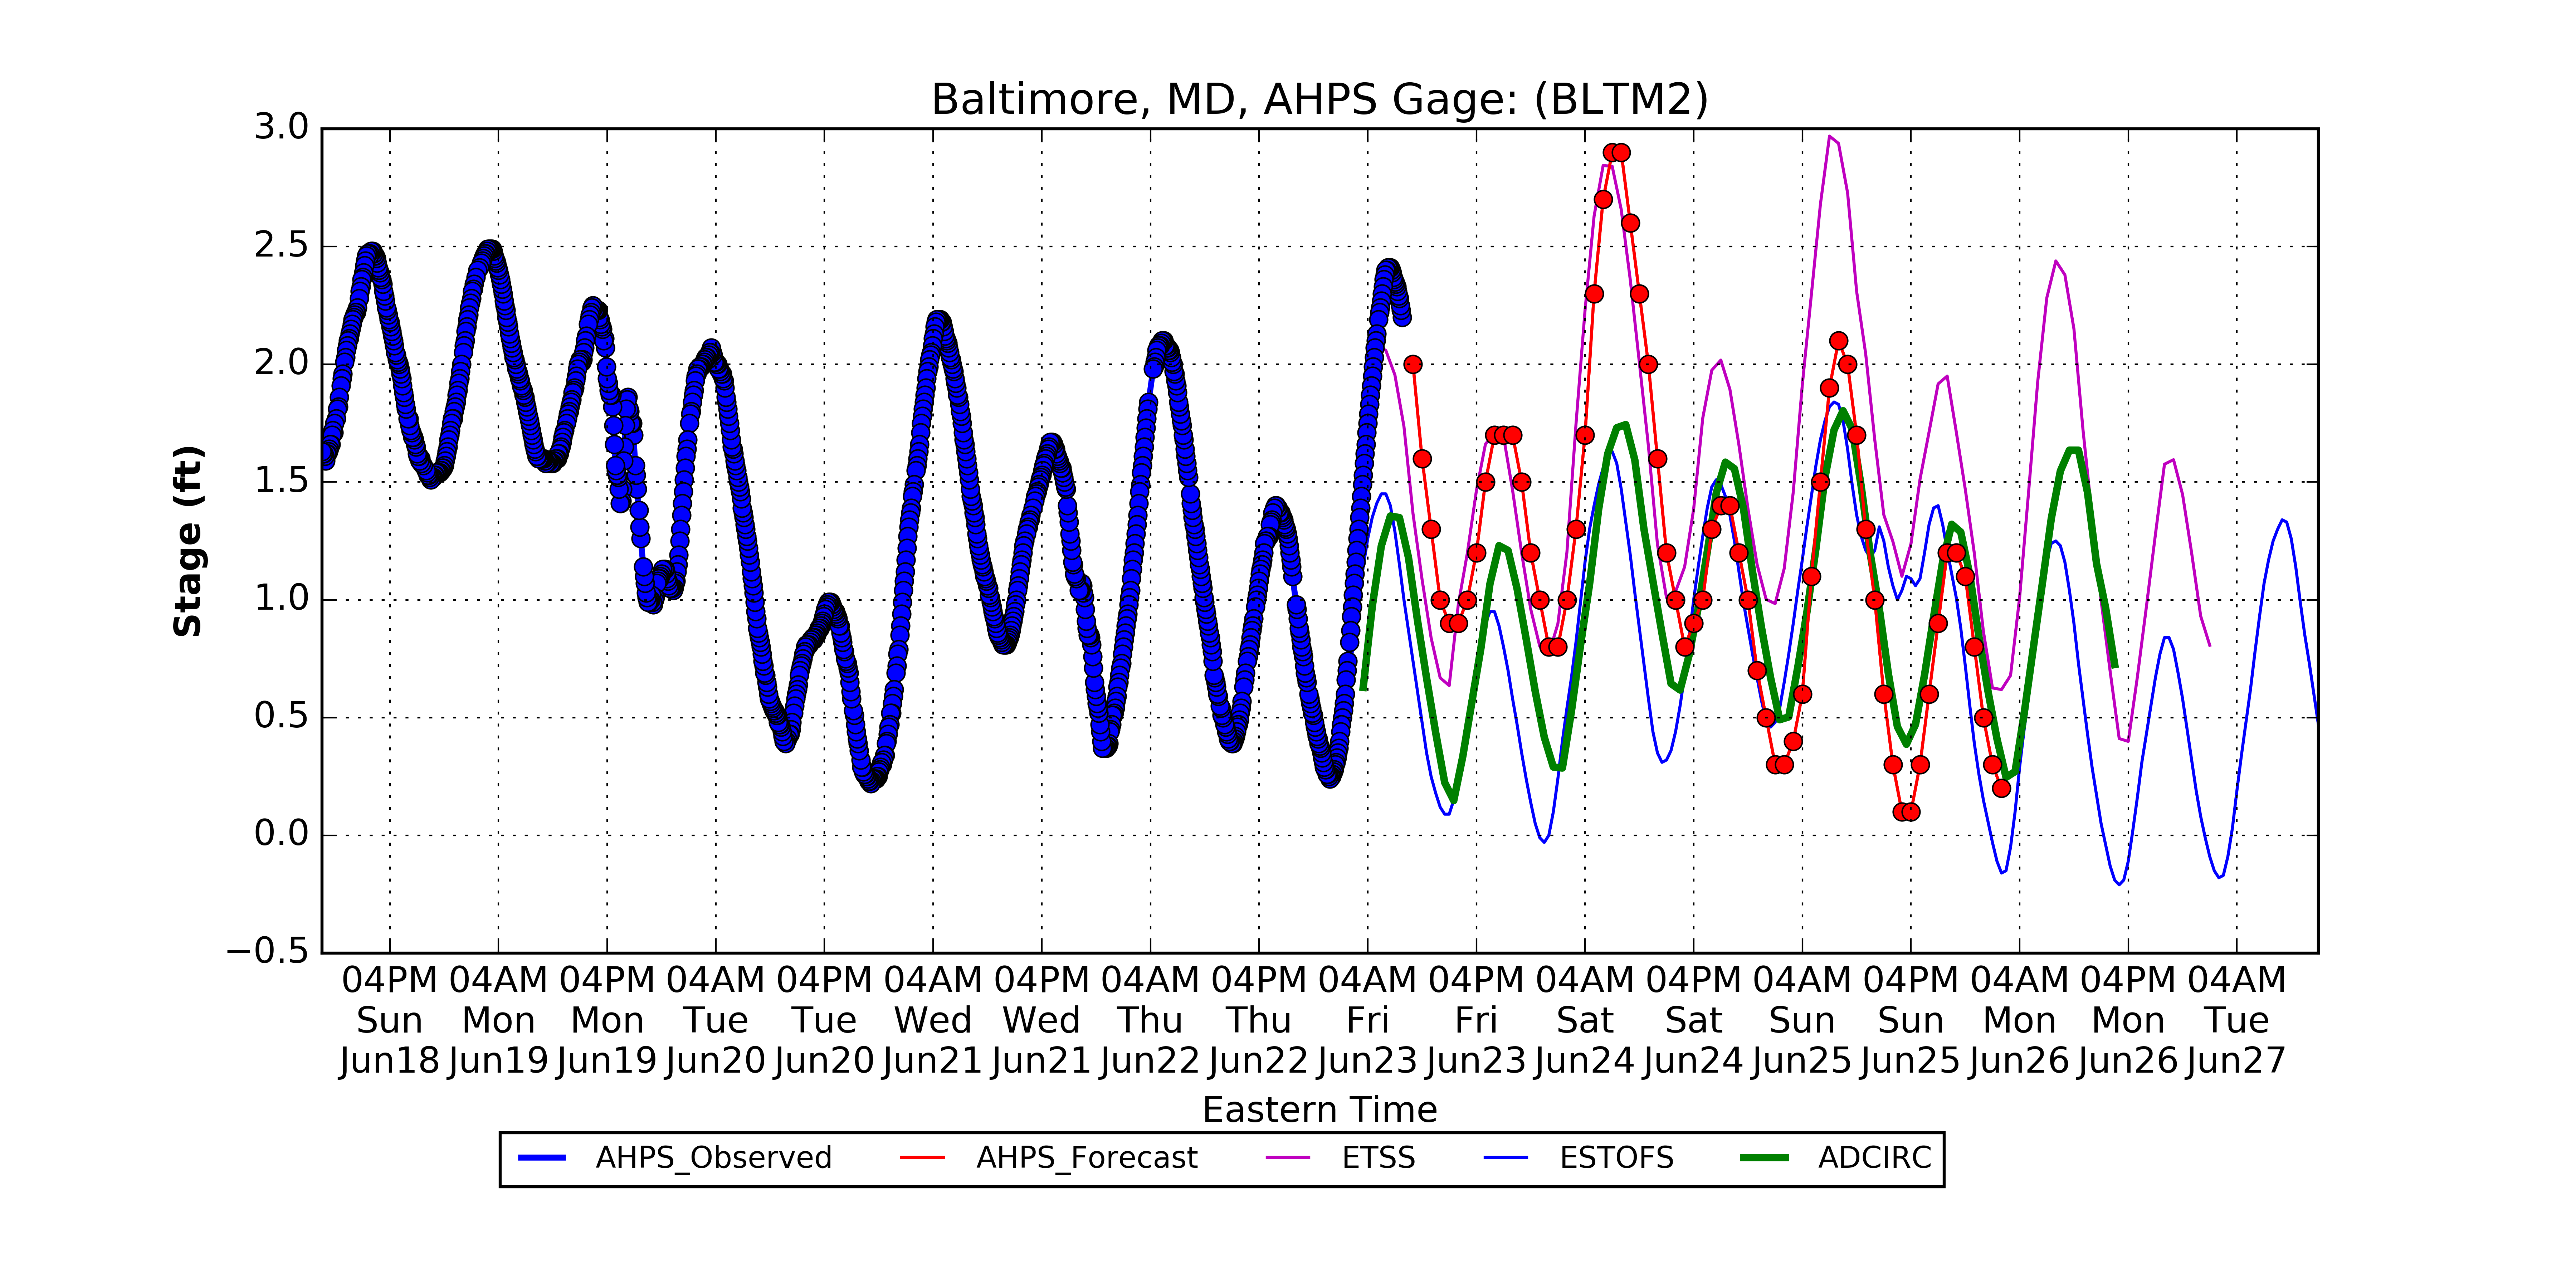 Baltimore, MD, AHPS Gage: (BLTM2)
3.0
2.5
2.0
1.5
1.0
0.5
0.0
−0.5
Stage (ft)
04PM 04AM 04PM 04AM 04PM 04AM 04PM 04AM 04PM 04AM 04PM 04AM 04PM 04AM 04PM 04AM 04PM 04AM
Sun Mon Mon Tue Tue Wed Wed Thu Thu Fri Fri Sat Sat Sun Sun Mon Mon Tue
Jun18 Jun19 Jun19 Jun20 Jun20 Jun21 Jun21 Jun22 Jun22 Jun23 Jun23 Jun24 Jun24 Jun25 Jun25 Jun26 Jun26 Jun27
Eastern Time
AHPS_Observed AHPS_Forecast ETSS ESTOFS ADCIRC